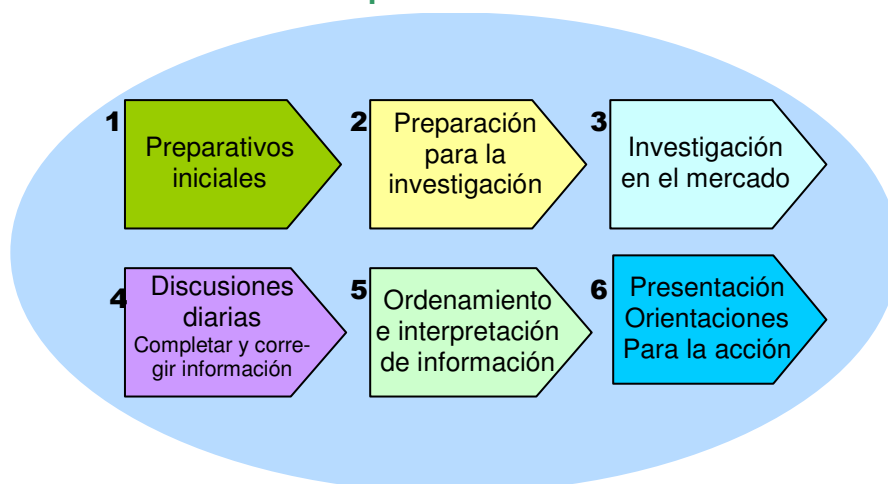 1
Preparativos
iniciales
2
Preparación
para la
investigación
3
Investigación
en el mercado
4
Discusiones
diarias
Completar y corre-
gir información
5
Ordenamiento
e interpretación
de información
6
Presentación
Orientaciones
Para la acción